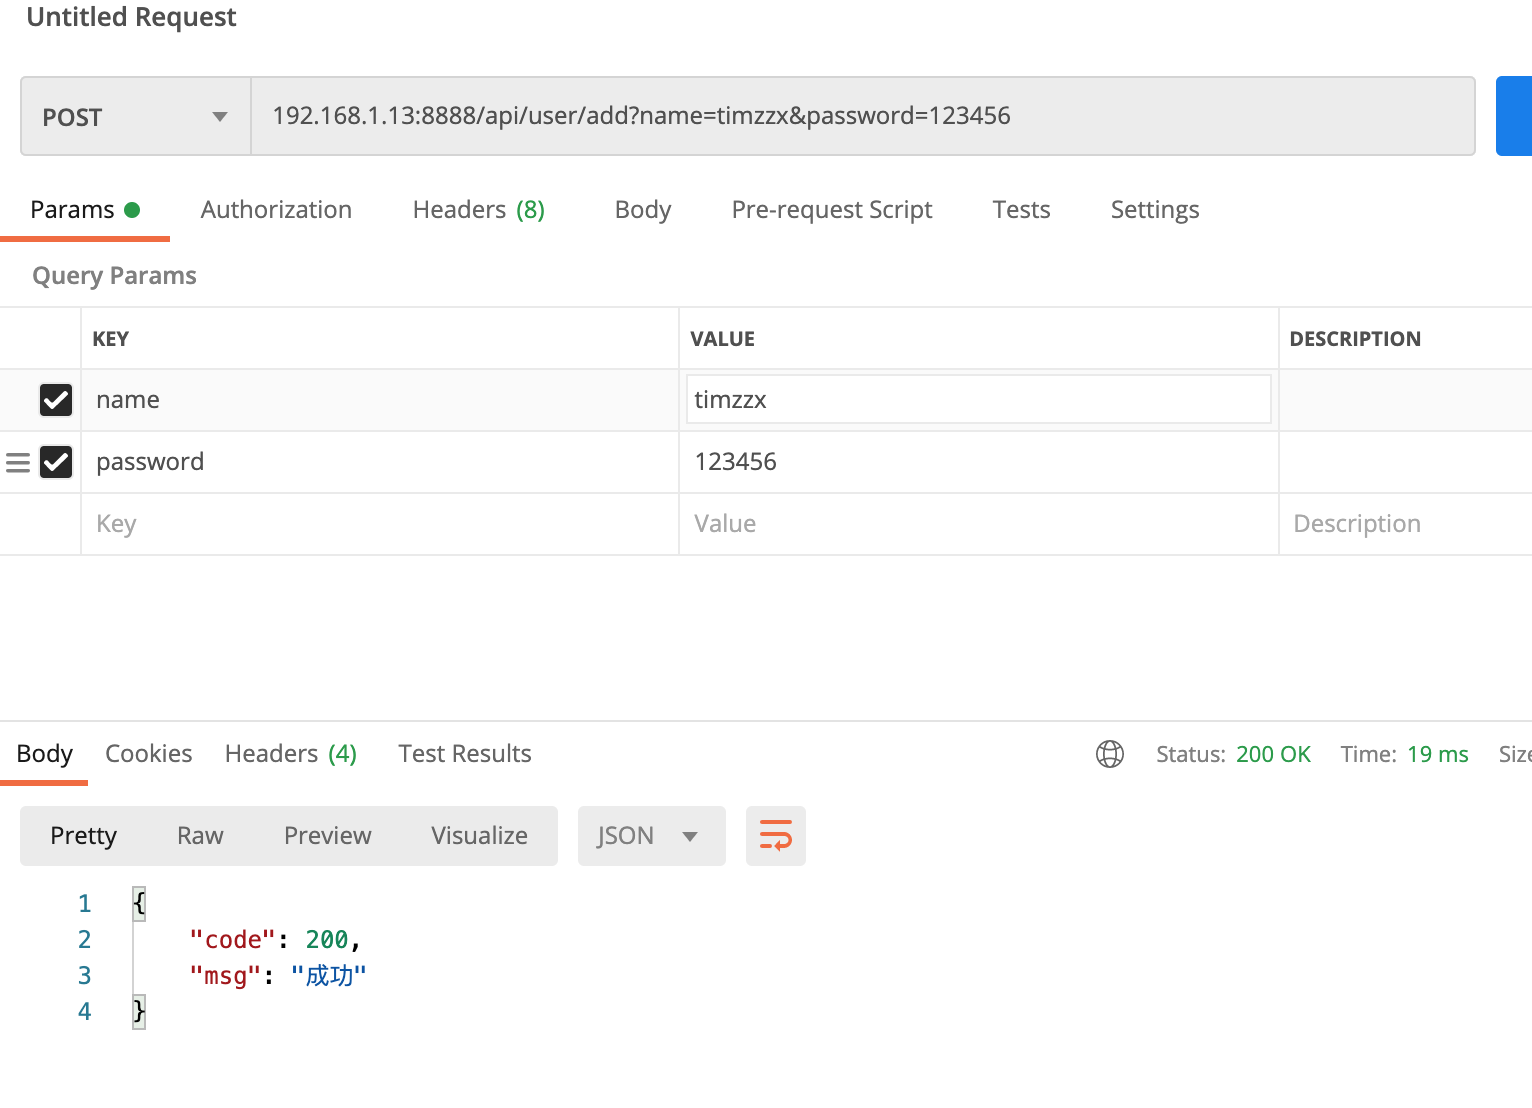 Untitled Request
POST 192.168.1.13:8888/api/user/add?name=timzzx&password=123456
Params Authorization Headers (8) Body Pre-request Script Tests Settings
Query Params
KEY VALUE DESCRIPTION
name timzzx
password 123456
Key Value Description
Body Cookies Headers (4) Test Results Status: 200 OK Time: 19 ms
Pretty Raw Preview Visualize JSON
1 {
2 "code": 200,
3 "msg": "成功"
4 }